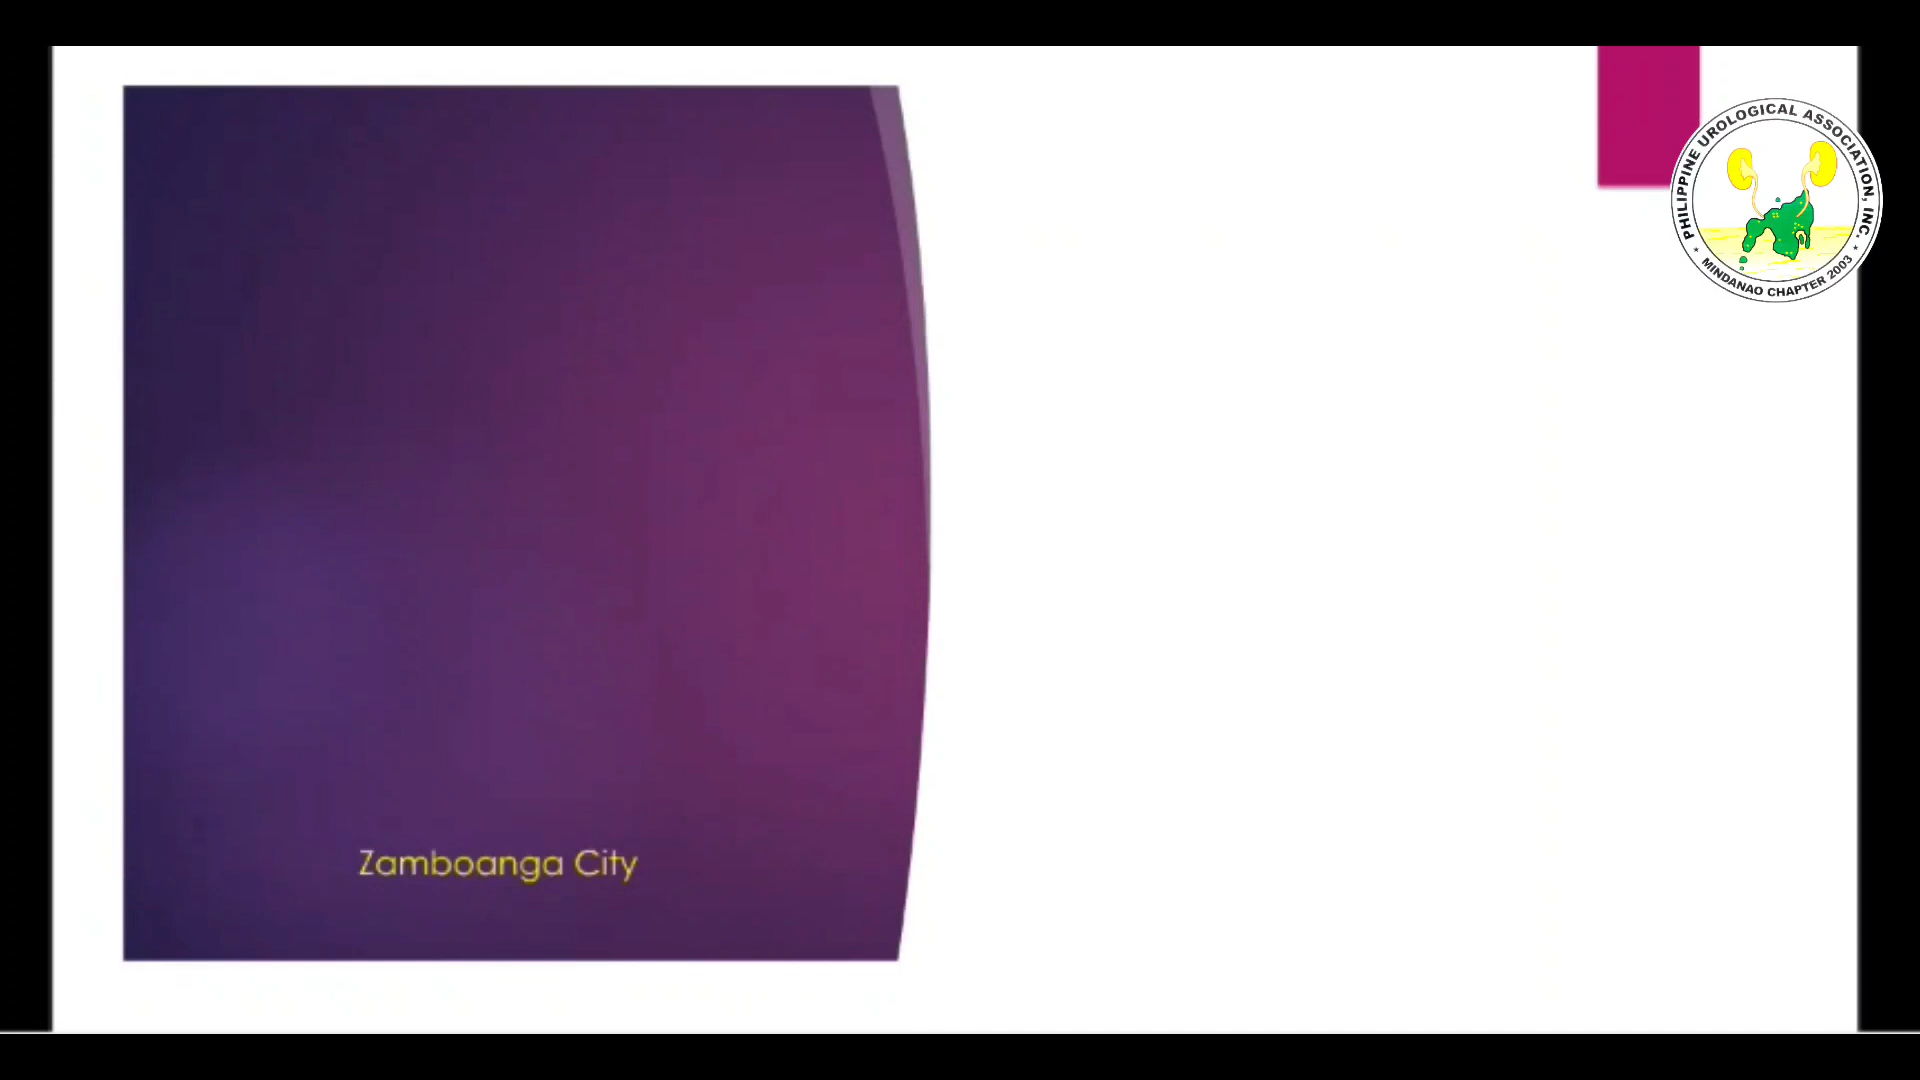 PHILIPPINE UROLOGICAL ASSOCIATION, INC.
* MINDANAO CHAPTER 2003 *
Zamboanga City